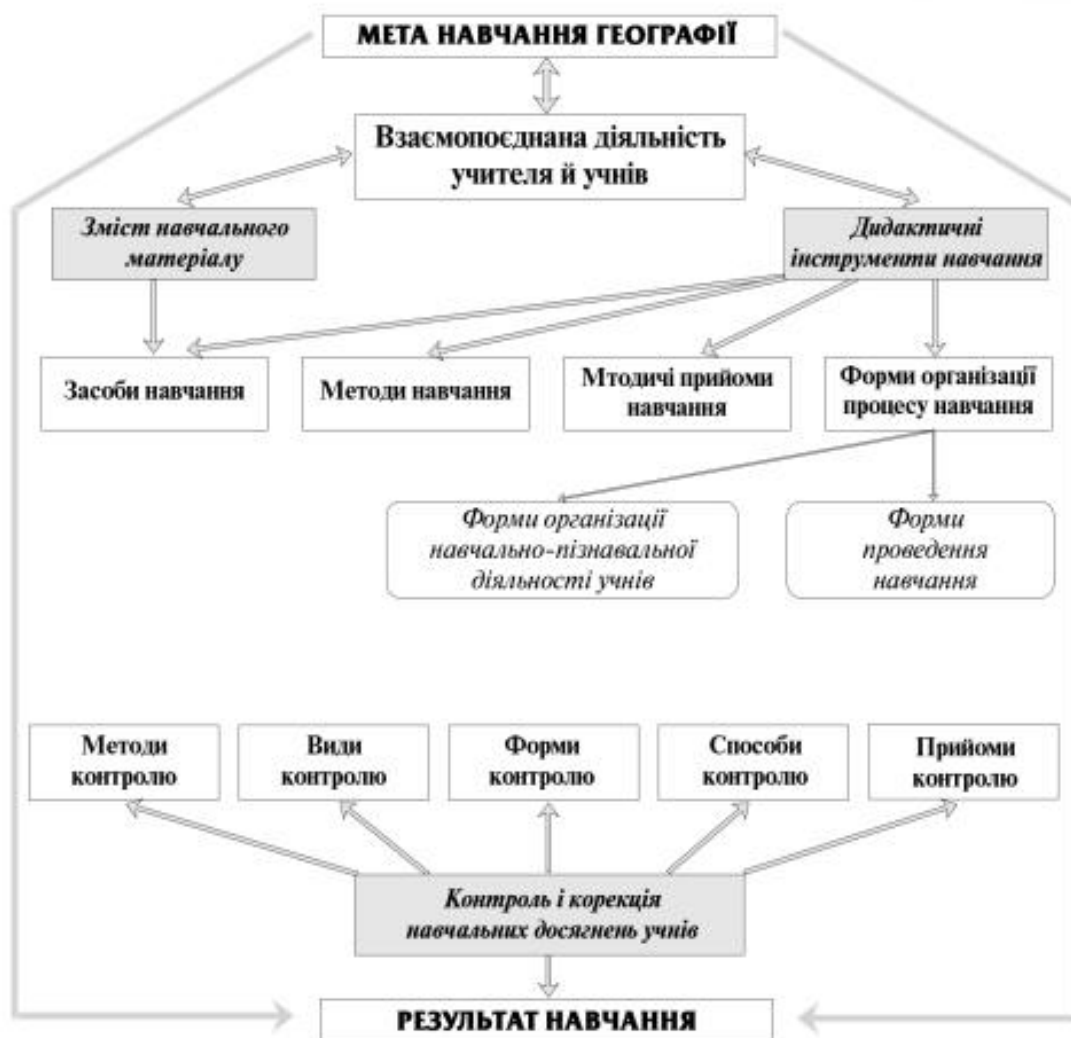 МЕТА НАВЧАННЯ ГЕОГРАФІЇ
Взаємопоєднана діяльність
учителя й учнів
Зміст навчального
матеріалу
Дидактичні
інструменти навчання
Засоби навчання
Методи навчання
Мтодичі прийоми
навчання
Форми організації
процесу навчання
Форми організації
навчально-пізнавальної
діяльності учнів
Форми
проведення
навчання
Методи
контролю
Види
контролю
Форми
контролю
Способи
контролю
Прийоми
контролю
Контроль і корекція
навчальних досягнень учнів
РЕЗУЛЬТАТ НАВЧАННЯ